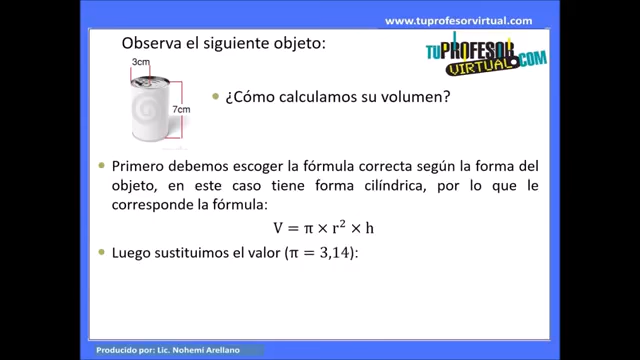 www.tuprofesorvirtual.com
Observa el siguiente objeto:
TUPROFESOR
VIRTUAL.COM
3cm
7cm
• ¿Cómo calculamos su volumen?
• Primero debemos escoger la fórmula correcta según la forma del
objeto, en este caso tiene forma cilíndrica, por lo que le
corresponde la fórmula:
V = π × r² × h
• Luego sustituimos el valor (π = 3,14):
Producido por: Lic. Nohemí Arellano